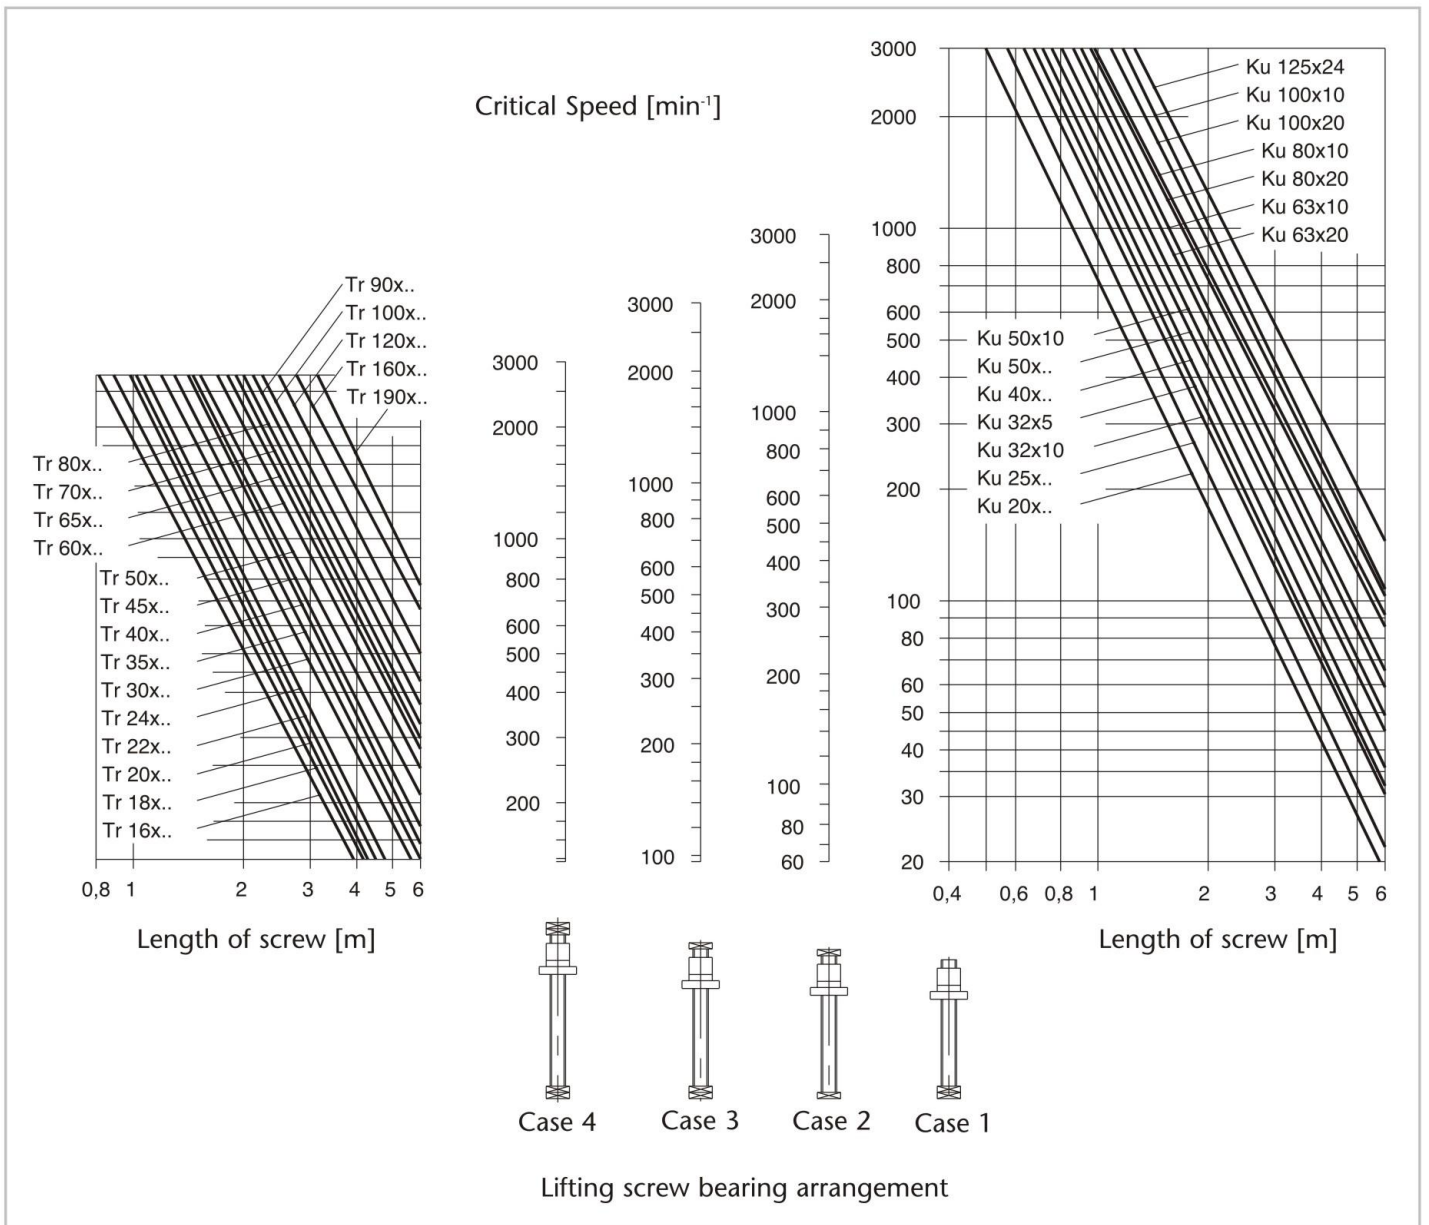 Critical Speed [min-1]
Tr 90x..
Tr 100x..
Tr 120x..
Tr 160x..
Tr 190x..
Tr 80x..
Tr 70x..
Tr 65x..
Tr 60x..
Tr 50x..
Tr 45x..
Tr 40x..
Tr 35x..
Tr 30x..
Tr 24x..
Tr 22x..
Tr 20x..
Tr 18x..
Tr 16x..
0,8 1 2 3 4 5 6
Length of screw [m]
3000
2000
1000
800
600
500
400
300
200
3000
2000
1000
800
600
500
400
300
200
100
3000
2000
1000
800
600
500
400
300
200
100
80
60
3000
2000
1000
800
600
500
400
300
200
100
80
60
50
40
30
20
Ku 125x24
Ku 100x10
Ku 100x20
Ku 80x10
Ku 80x20
Ku 63x10
Ku 63x20
Ku 50x10
Ku 50x..
Ku 40x..
Ku 32x5
Ku 32x10
Ku 25x..
Ku 20x..
0,4 0,6 0,8 1 2 3 4 5 6
Length of screw [m]
Case 4 Case 3 Case 2 Case 1
Lifting screw bearing arrangement